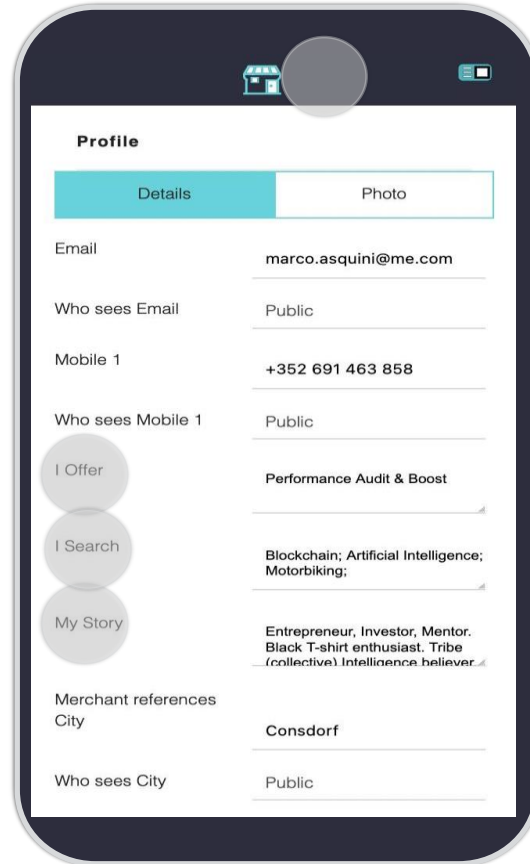 Profile
Details Photo
Email marco.asquini@me.com
Who sees Email Public
Mobile 1 +352 691 463 858
Who sees Mobile 1 Public
I Offer Performance Audit & Boost
I Search Blockchain; Artificial Intelligence;
Motorbiking;
My Story Entrepreneur, Investor, Mentor.
Black T-shirt enthusiast. Tribe
(collective) Intelligence believer
Merchant references
City Consdorf
Who sees City Public